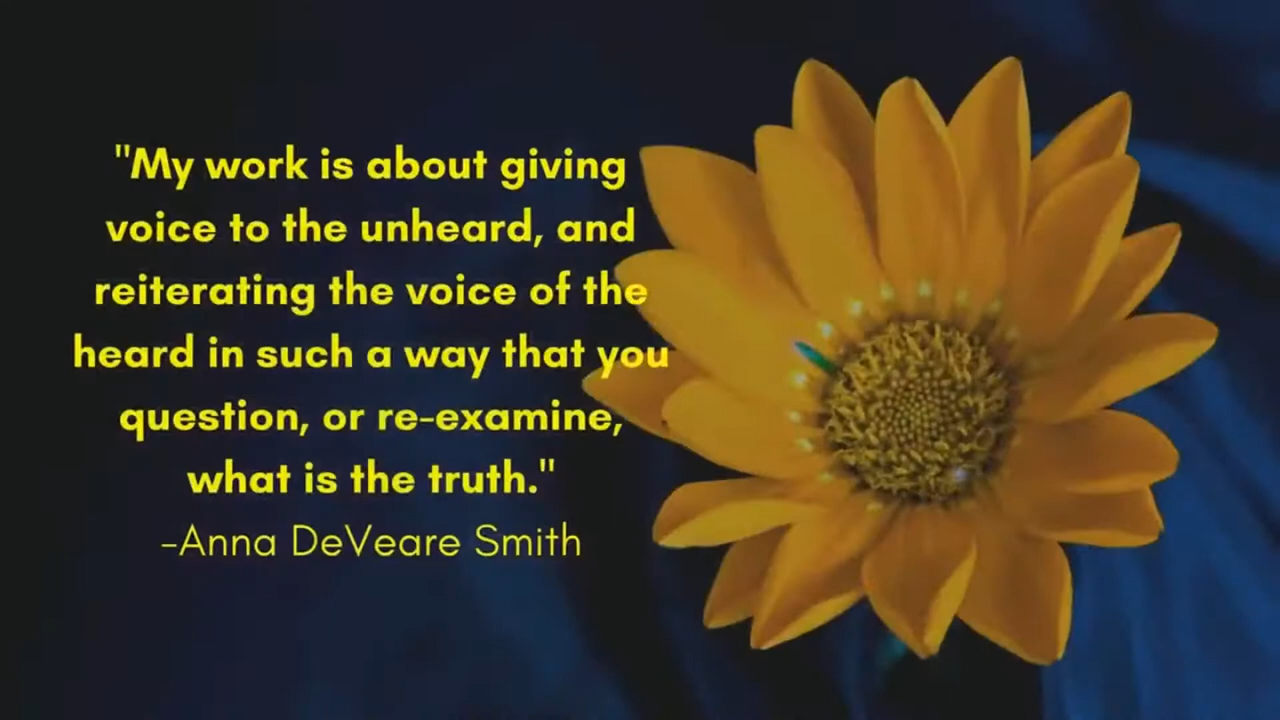 "My work is about giving
voice to the unheard, and
reiterating the voice of the
heard in such a way that you
question, or re-examine,
what is the truth."
-Anna DeVeare Smith